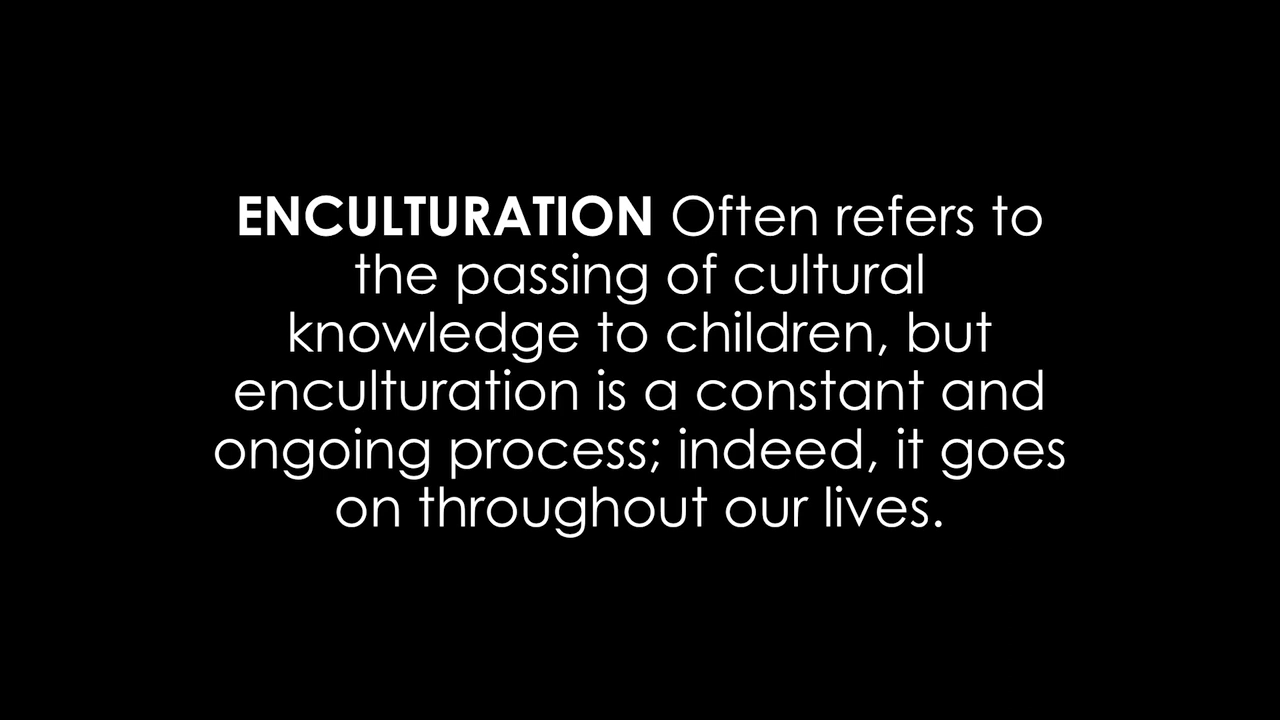 ENCULTURATION Often refers to
the passing of cultural
knowledge to children, but
enculturation is a constant and
ongoing process; indeed, it goes
on throughout our lives.